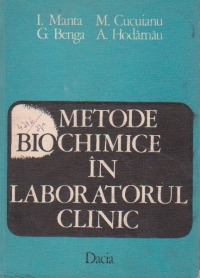 I. Manta M. Cucuianu
G. Benga A. Hodârnău
METODE
BIOCHIMICE
ÎN
LABORATORUL
CLINIC
Dacia